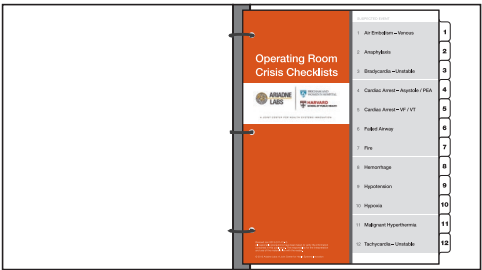 Operating Room
Crisis Checklists
ARIADNE
LABS
HARVARD
1 Air Embolism – Venous
2 Anaphylaxis
3 Bradycardia – Unstable
4 Cardiac Arrest – Asystole / PEA
5 Cardiac Arrest – VF / VT
6 Failed Airway
7 Fire
8 Hemorrhage
9 Hypotension
10 Hypoxia
11 Malignant Hyperthermia
12 Tachycardia – Unstable
1
2
3
4
5
6
7
8
9
10
11
12